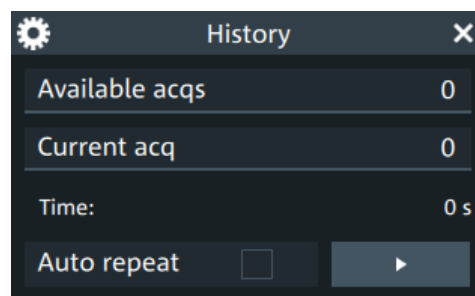 History
Available acqs 0
Current acq 0
Time: 0 s
Auto repeat